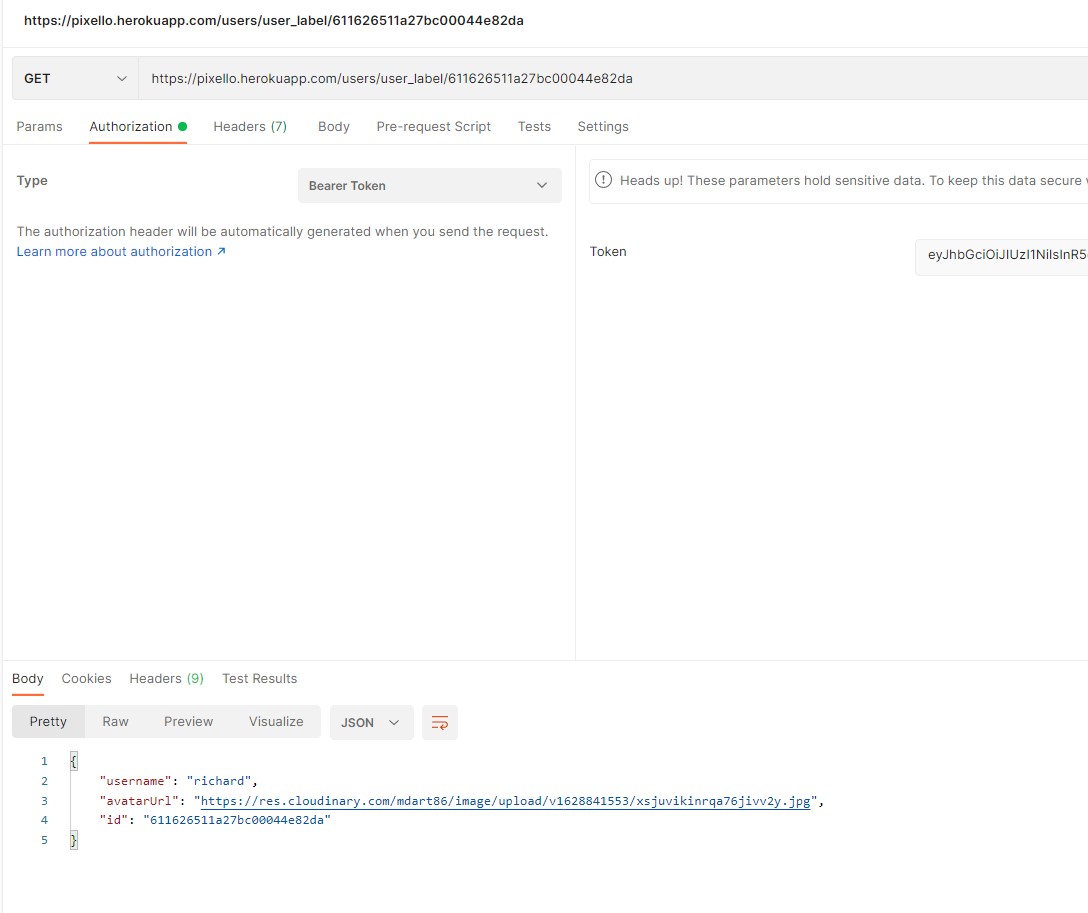 https://pixello.herokuapp.com/users/user_label/611626511a27bc00044e82da
GET https://pixello.herokuapp.com/users/user_label/611626511a27bc00044e82da
Params Authorization Headers (7) Body Pre-request Script Tests Settings
Type Bearer Token
The authorization header will be automatically generated when you send the request.
Learn more about authorization ↗
Heads up! These parameters hold sensitive data. To keep this data secure
Token eyJhbGciOiJIUzI1NiIsInR5
Body Cookies Headers (9) Test Results
Pretty Raw Preview Visualize JSON
1 {
2 "username": "richard",
3 "avatarUrl": "https://res.cloudinary.com/mdart86/image/upload/v1628841553/xsjuvikinrqa76jivv2y.jpg",
4 "id": "611626511a27bc00044e82da"
5 }